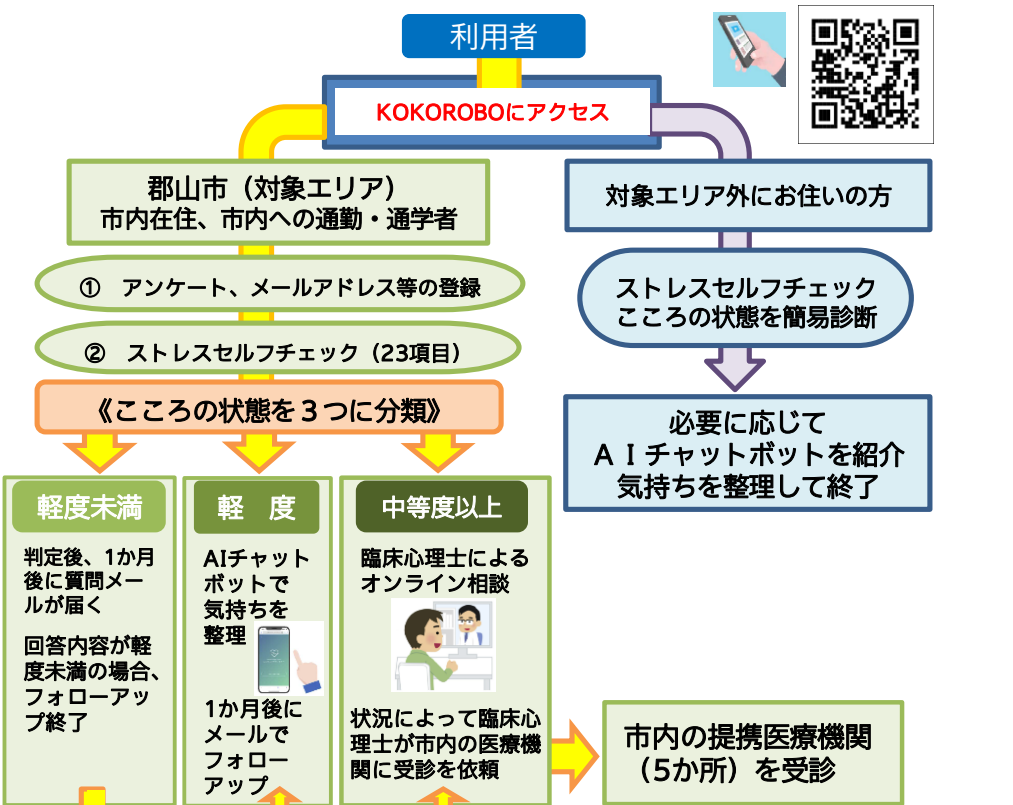 利用者
KOKOROBOにアクセス
郡山市（対象エリア）
市内在住、市内への通勤・通学者
① アンケート、メールアドレス等の登録
② ストレスセルフチェック（23項目）
《こころの状態を３つに分類》
軽度未満
判定後、1か月
後に質問メー
ルが届く
回答内容が軽
度未満の場合、
フォローアッ
プ終了
軽　度
AIチャット
ボットで
気持ちを
整理
1か月後に
メールで
フォロー
アップ
中等度以上
臨床心理士による
オンライン相談
状況によって臨床心
理士が市内の医療機
関に受診を依頼
市内の提携医療機関
（5か所）を受診
対象エリア外にお住いの方
ストレスセルフチェック
こころの状態を簡易診断
必要に応じて
ＡＩチャットボットを紹介
気持ちを整理して終了